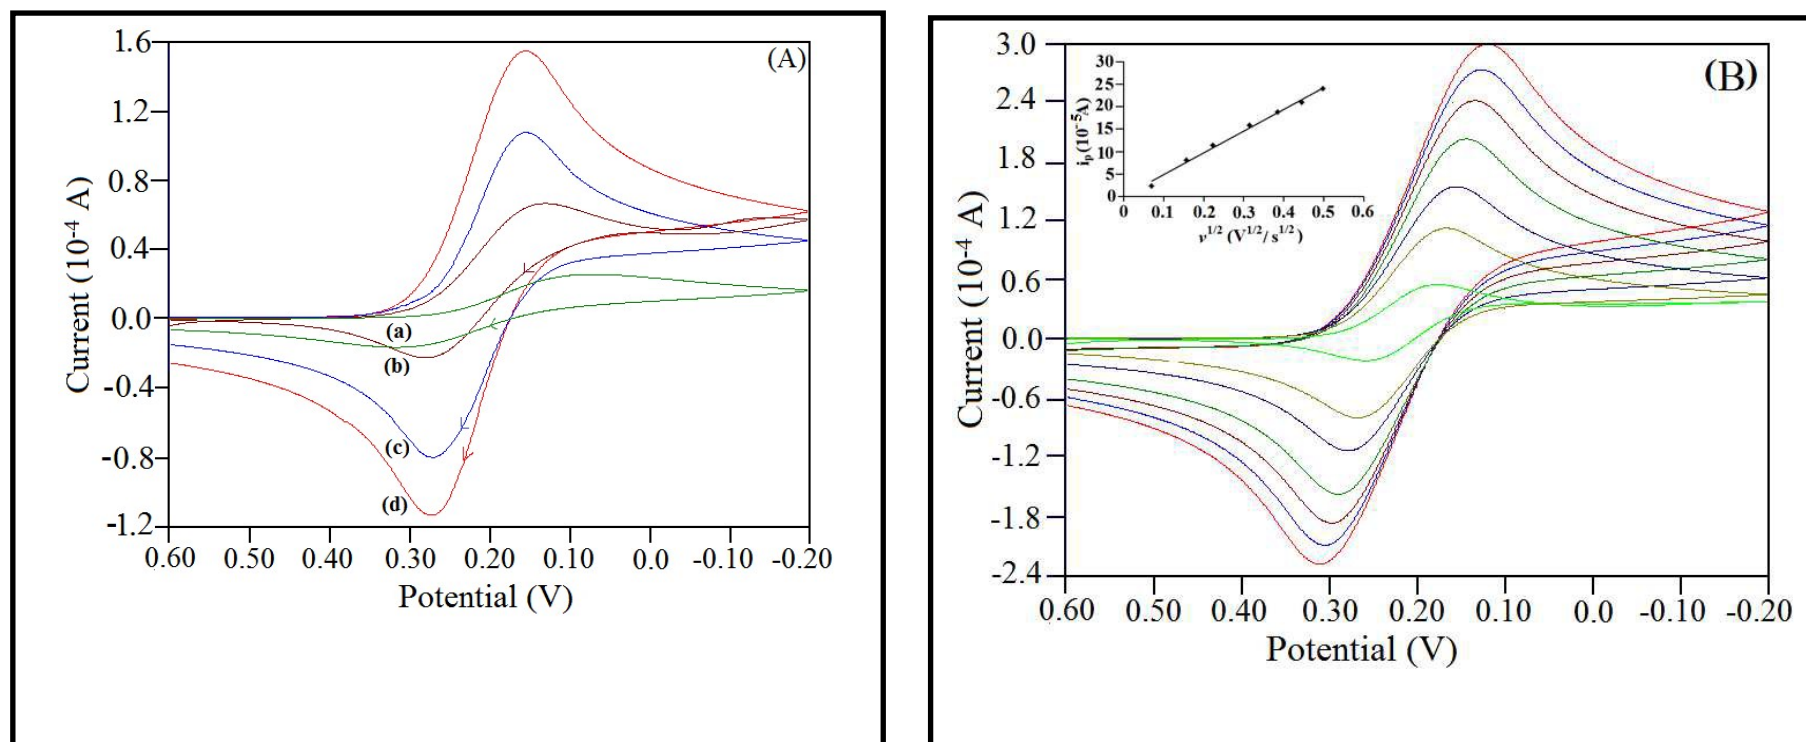 (A)
1.6
1.2
0.8
0.4
0.0
-0.4
-0.8
-1.2
Current (10-4 A)
(a)
(b)
(c)
(d)
0.60 0.50 0.40 0.30 0.20 0.10 0.0 -0.10 -0.20
Potential (V)
(B)
3.0
2.4
1.8
1.2
0.6
0.0
-0.6
-1.2
-1.8
-2.4
Current (10-4 A)
30
25
20
15
10
5
0
ip (10-5A)
0 0.1 0.2 0.3 0.4 0.5 0.6
v1/2 (V1/2/ s1/2)
0.60 0.50 0.40 0.30 0.20 0.10 0.0 -0.10 -0.20
Potential (V)